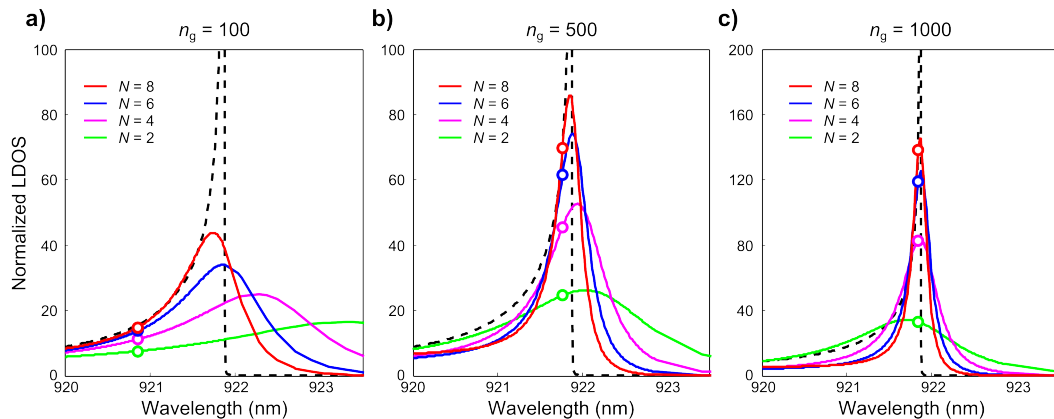 a)
n_g = 100
Normalized LDOS
100
80
60
40
20
0
N = 8
N = 6
N = 4
N = 2
920
921
922
923
Wavelength (nm)
b)
n_g = 500
100
80
60
40
20
0
N = 8
N = 6
N = 4
N = 2
920
921
922
923
Wavelength (nm)
c)
n_g = 1000
200
160
120
80
40
0
N = 8
N = 6
N = 4
N = 2
920
921
922
923
Wavelength (nm)